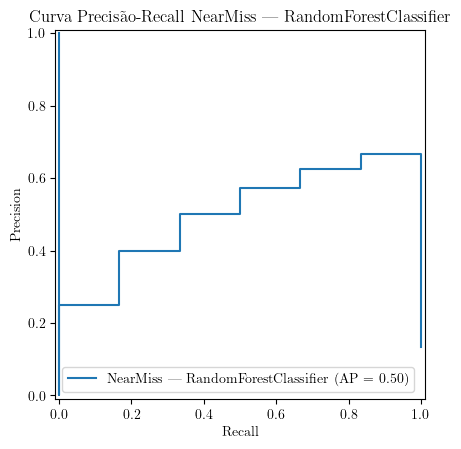 Curva Precisão-Recall NearMiss — RandomForestClassifier
1.0
0.8
0.6
0.4
0.2
0.0
Precision
NearMiss — RandomForestClassifier (AP = 0.50)
0.0 0.2 0.4 0.6 0.8 1.0
Recall